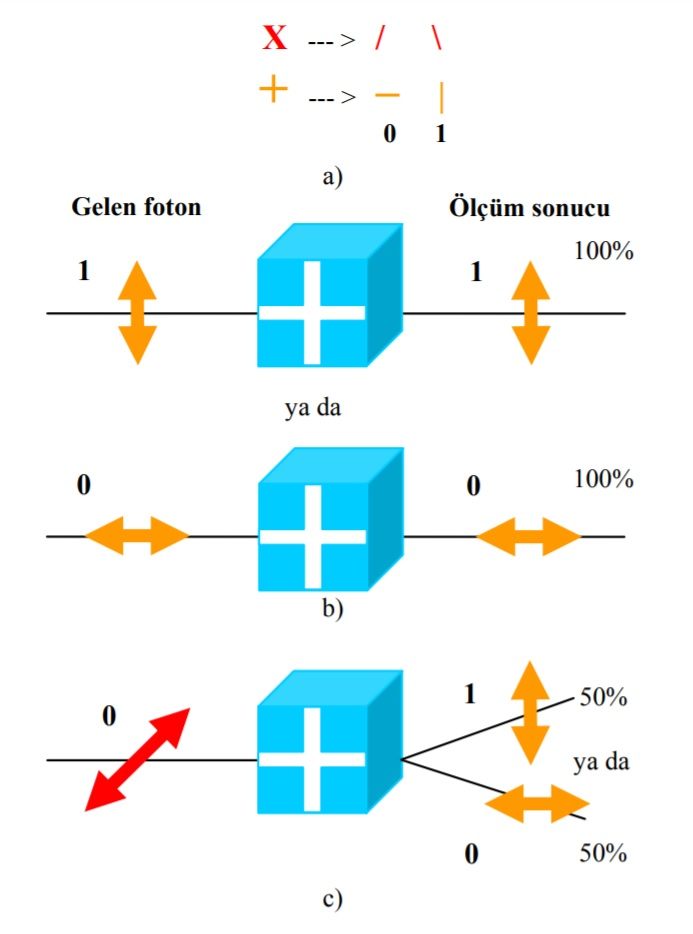 X ---> / \
+ ---> – |
0 1
a)
Gelen foton
Ölçüm sonucu
1
1
100%
ya da
0
0
100%
b)
0
1
50%
ya da
0
50%
c)